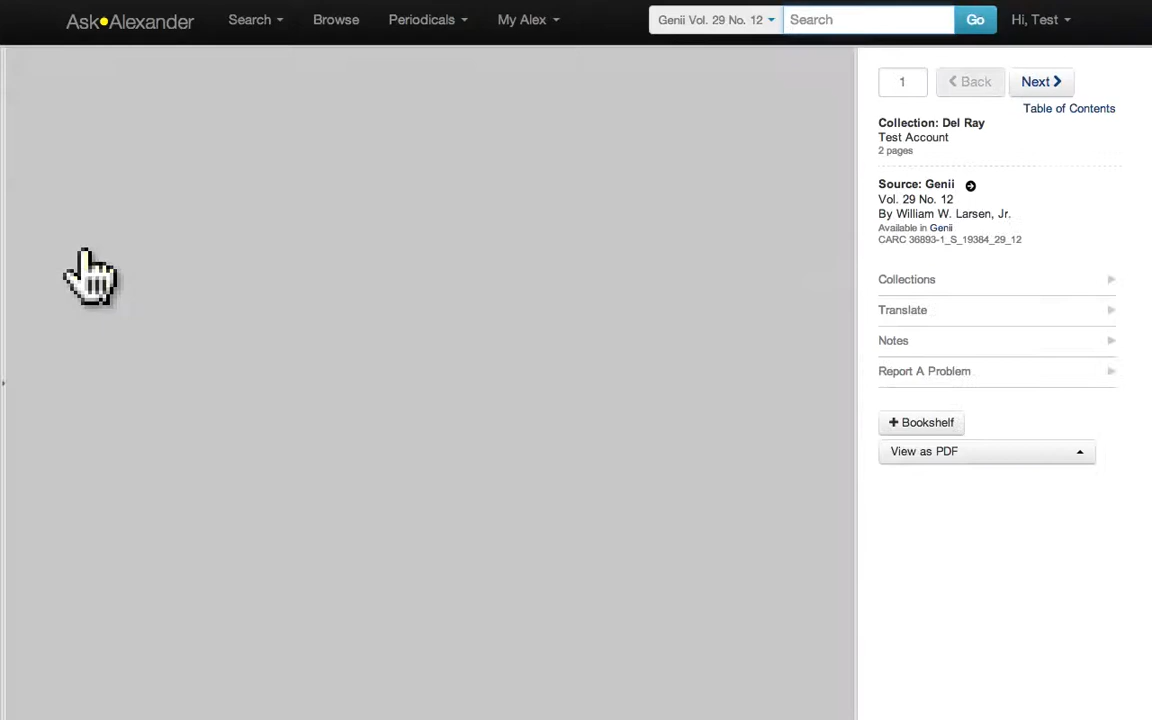 Ask•Alexander
Search
Browse
Periodicals
My Alex
Genii Vol. 29 No. 12
Search
Go
Hi, Test
1
Back
Next
Table of Contents
Collection: Del Ray
Test Account
2 pages
Source: Genii
Vol. 29 No. 12
By William W. Larsen, Jr.
Available in Genii
CARC 36893-1_S_19384_29_12
Collections
Translate
Notes
Report A Problem
+ Bookshelf
View as PDF